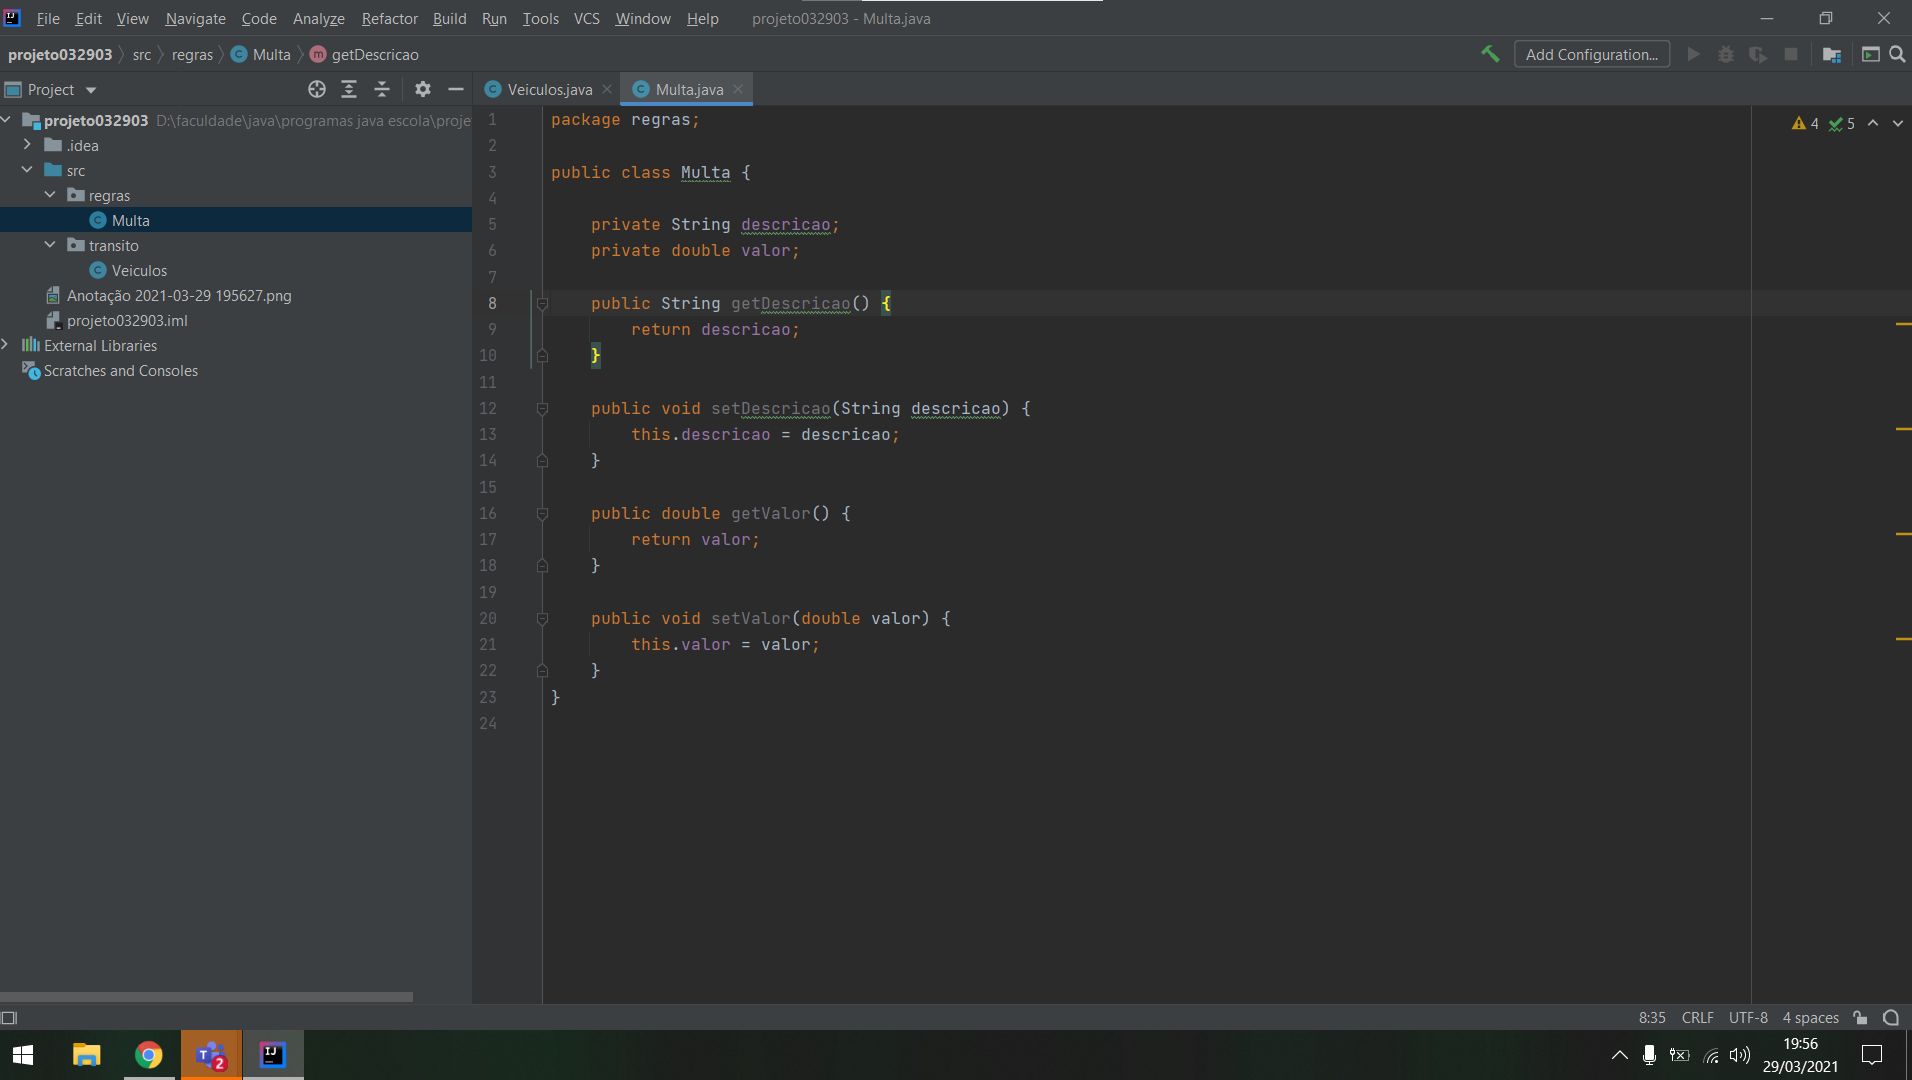 File Edit View Navigate Code Analyze Refactor Build Run Tools VCS Window Help projeto032903 - Multa.java
projeto032903 src regras Multa getDescricao Add Configuration...
Project Veiculos.java Multa.java
projeto032903 D:\faculdade\java\programas java escola\proje
.idea
src
regras
Multa
transito
Veiculos
Anotação 2021-03-29 195627.png
projeto032903.iml
External Libraries
Scratches and Consoles
4 5
1 package regras;
2
3 public class Multa {
4
5 private String descricao;
6 private double valor;
7
8 public String getDescricao() {
9 return descricao;
10 }
11
12 public void setDescricao(String descricao) {
13 this.descricao = descricao;
14 }
15
16 public double getValor() {
17 return valor;
18 }
19
20 public void setValor(double valor) {
21 this.valor = valor;
22 }
23 }
24
8:35 CRLF UTF-8 4 spaces
T 2 IJ
19:56
29/03/2021